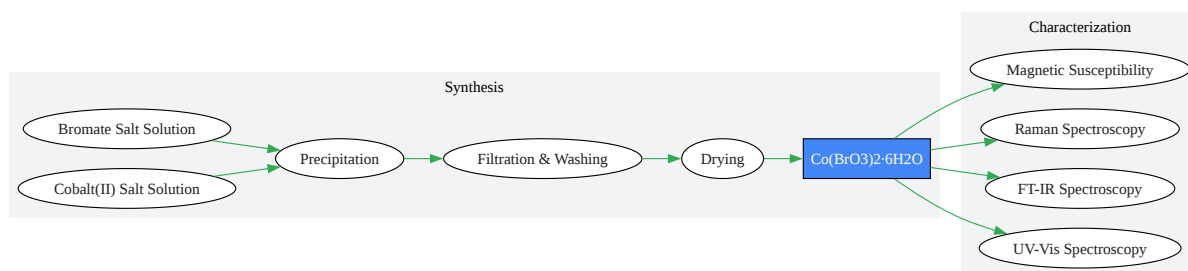 Characterization
Magnetic Susceptibility
Synthesis
Bromate Salt Solution
Raman Spectroscopy
Precipitation
Filtration & Washing
Drying
Co(BrO3)2·6H2O
Cobalt(II) Salt Solution
FT-IR Spectroscopy
UV-Vis Spectroscopy